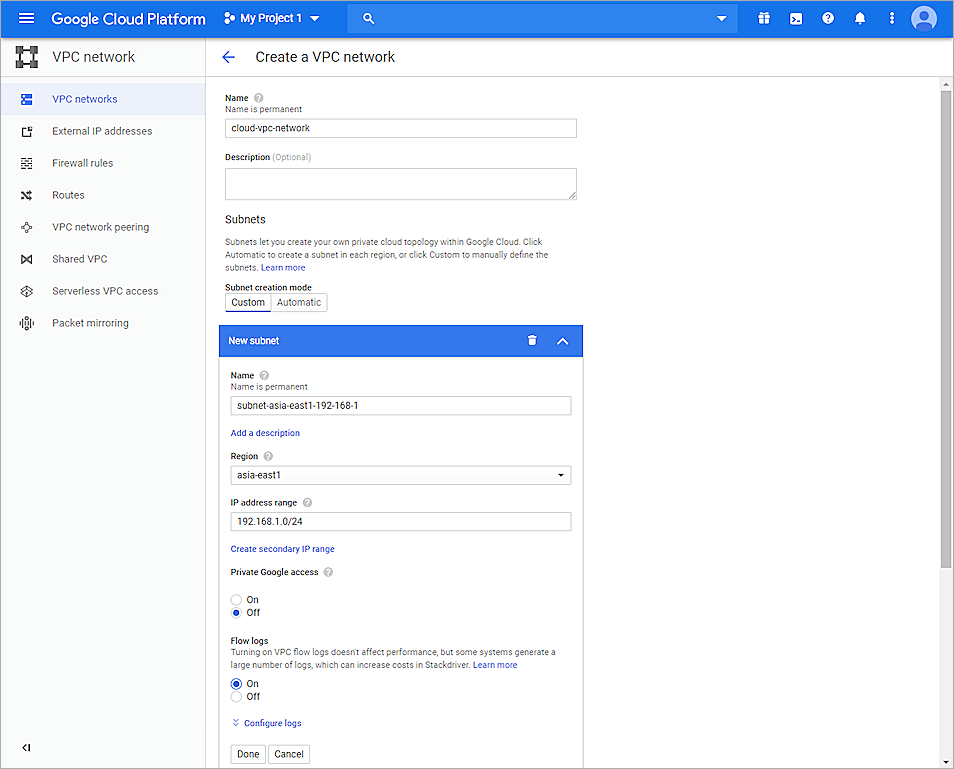 Google Cloud Platform
My Project 1
VPC network
Create a VPC network
VPC networks
External IP addresses
Firewall rules
Routes
VPC network peering
Shared VPC
Serverless VPC access
Packet mirroring
Name ?
Name is permanent
cloud-vpc-network
Description (Optional)
Subnets
Subnets let you create your own private cloud topology within Google Cloud. Click
Automatic to create a subnet in each region, or click Custom to manually define the
subnets. Learn more
Subnet creation mode
Custom Automatic
New subnet
Name ?
Name is permanent
subnet-asia-east1-192-168-1
Add a description
Region ?
asia-east1
IP address range ?
192.168.1.0/24
Create secondary IP range
Private Google access ?
On
Off
Flow logs
Turning on VPC flow logs doesn't affect performance, but some systems generate a
large number of logs, which can increase costs in Stackdriver. Learn more
On
Off
Configure logs
Done Cancel